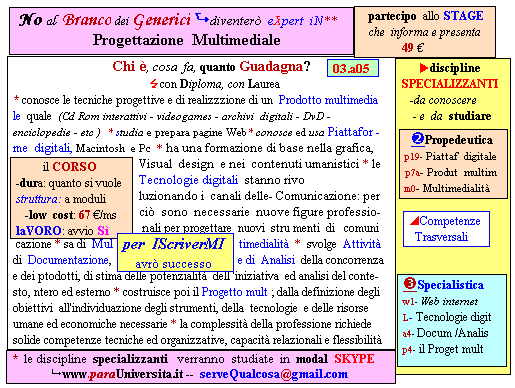 No al Branco dei Generici ↳diventerò eXpert iN**
Progettazione Multimediale
partecipo allo STAGE
che informa e presenta
49 €
Chi è, cosa fa, quanto Guadagna?
03.a05
con Diploma, con Laurea
* conosce le tecniche progettive e di realizzzione di un Prodotto multimedia
le quale (Cd Rom interattivi - videogames - archivi digitali - DvD -
enciclopedie - etc ) * studia e prepara pagine Web * conosce ed usa Piattafor -
me digitali, Macintosh e Pc * ha una formazione di base nella grafica,
Visual design e nei contenuti umanistici * le
Tecnologie digitali stanno rivo
luzionando i canali delle- Comunicazione: per
ciò sono necessarie nuove figure professio-
nali per progettare nuovi strumenti di comuni
il CORSO
-dura: quanto si vuole
struttura: a moduli
-low cost: 67 €/ms
laVORO: avvio Si
cazione * sa di Mul
timedialità * svolge Attività
di Documentazione,
e di Analisi della concorrenza
per IScriverMI
avrò successo
e dei ptodotti, di stima delle potenzialità dell'iniziativa ed analisi del conte-
sto, ntero ed esterno * costruisce poi il Progetto mult ; dalla definizione degli
obiettivi all'individuazione degli strumenti, della tecnologie e delle risorse
umane ed economiche necessarie * la complessità della professione richiede
solide competenze tecniche ed organizzative, capacità relazionali e flessibilità
▶discipline
SPECIALIZZANTI
-da conoscere
- e da studiare
❷Propedeutica
p19- Piattaf digitale
p7a- Produt multim
m0- Multimedialità
Competenze
Trasversali
❸Specialistica
w1- Web internet
L- Tecnologie digit
a4- Docum /Analis
p4- il Proget mult
* le discipline specializzanti verranno studiate in modal SKYPE
↳www.paraUniversita.it -- serveQualcosa@gmail.com